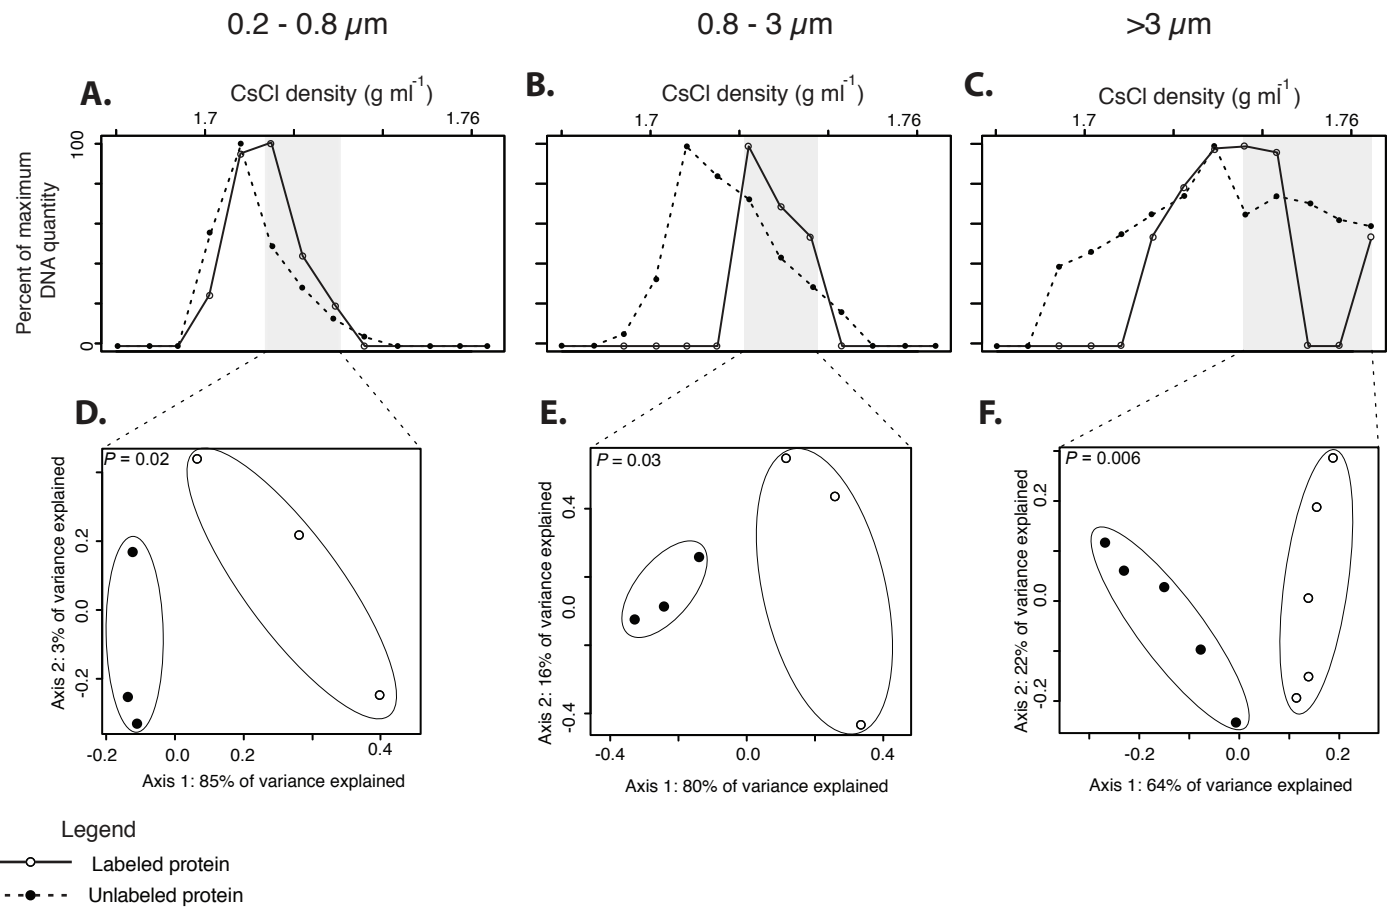 0.2 - 0.8 µm
0.8 - 3 µm
>3 µm
A.
CsCl density (g ml-1)
1.7
1.76
Percent of maximum
DNA quantity
100
0
B.
CsCl density (g ml-1)
1.7
1.76
C.
CsCl density (g ml-1)
1.7
1.76
D.
P = 0.02
Axis 2: 3% of variance explained
0.2
0.0
-0.2
-0.2
0.0
0.2
0.4
Axis 1: 85% of variance explained
E.
P = 0.03
Axis 2: 16% of variance explained
0.4
0.0
-0.4
-0.4
0.0
0.4
Axis 1: 80% of variance explained
F.
P = 0.006
Axis 2: 22% of variance explained
0.2
0.0
-0.2
-0.2
0.0
0.2
Axis 1: 64% of variance explained
Legend
Labeled protein
Unlabeled protein